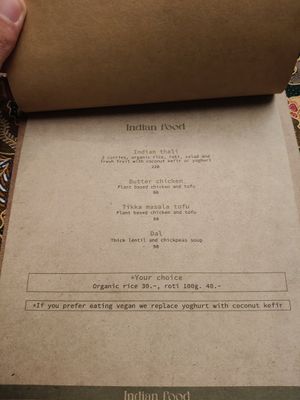 Indian Food
Indian thali
2 curries, organic rice, roti, salad and
fresh fruit with coconut kefir or yoghurt
220
Butter chicken
Plant based chicken and tofu
Tikka masala tofu
Plant based chicken and tofu
Dal
Thick lentil and chickpeas soup
90
+Your choice
Organic rice 30.-, roti 100g. 40.-
*If you prefer eating vegan we replace yoghurt with coconut kefir
Indian Food